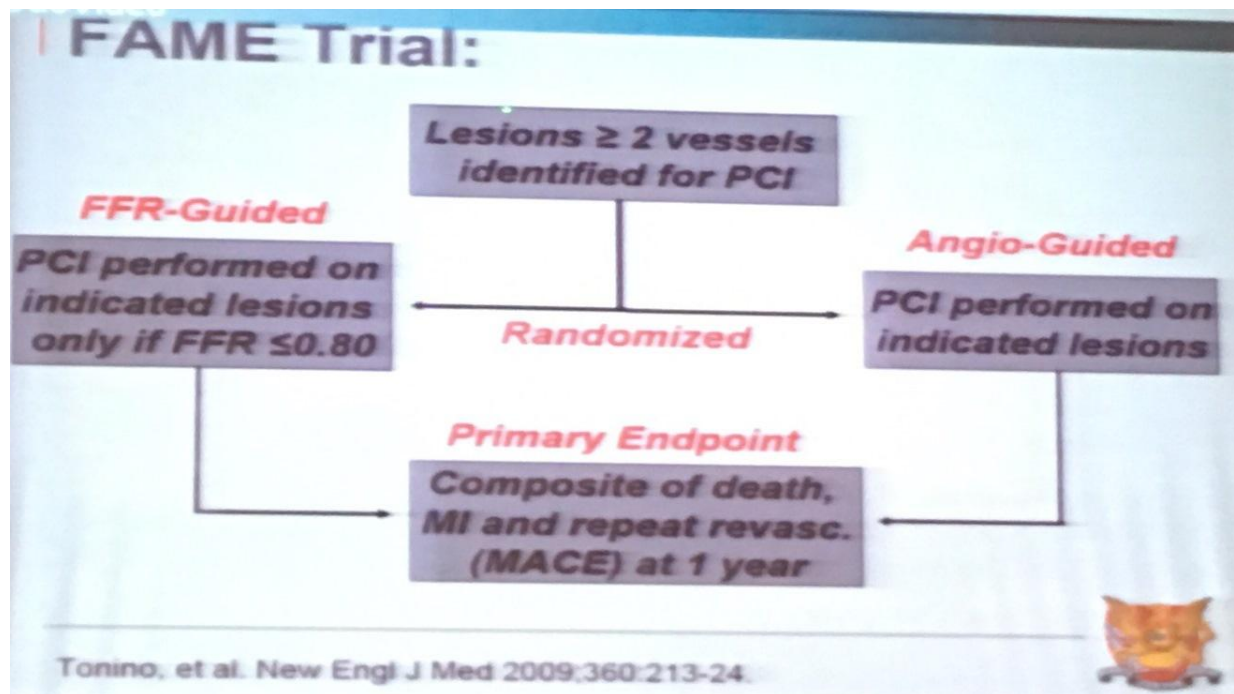 FAME Trial:
Lesions ≥ 2 vessels
identified for PCI
FFR-Guided
PCI performed on
indicated lesions
only if FFR ≤0.80
Randomized
Angio-Guided
PCI performed on
indicated lesions
Primary Endpoint
Composite of death,
MI and repeat revasc.
(MACE) at 1 year
Tonino, et al. New Engl J Med 2009;360:213-24.